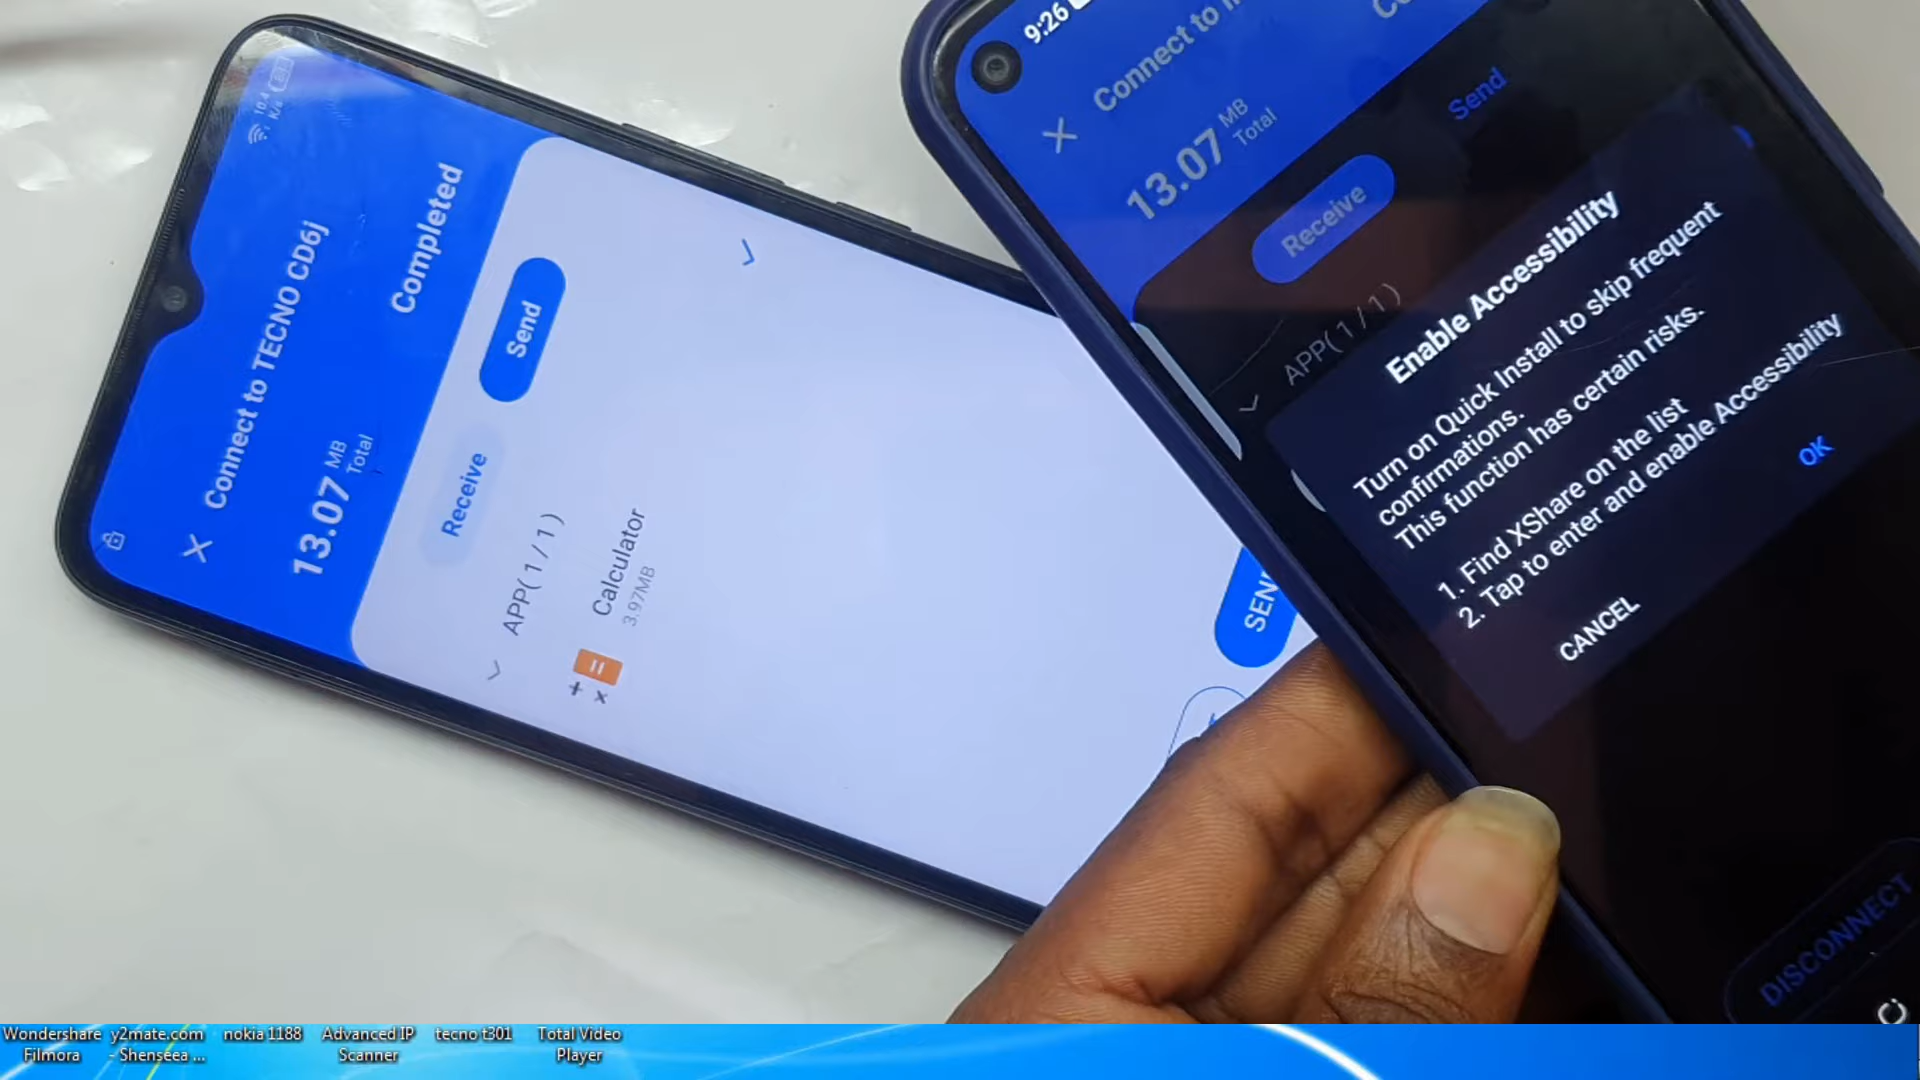 10.4
K/s
Connect to TECNO CD6j
13.07 MB
Total
Completed
Receive
Send
APP( 1 / 1 )
Calculator
3.97MB
SEND
9:26
Connect to
13.07 MB
Total
Receive
Send
APP( 1 / 1 )
Enable Accessibility
Turn on Quick Install to skip frequent
confirmations.
This function has certain risks.
1. Find XShare on the list
2. Tap to enter and enable Accessibility
CANCEL
OK
DISCONNECT
Wondershare Filmora
y2mate.com - Shenseea ...
nokia 1188
Advanced IP Scanner
tecno t301
Total Video Player